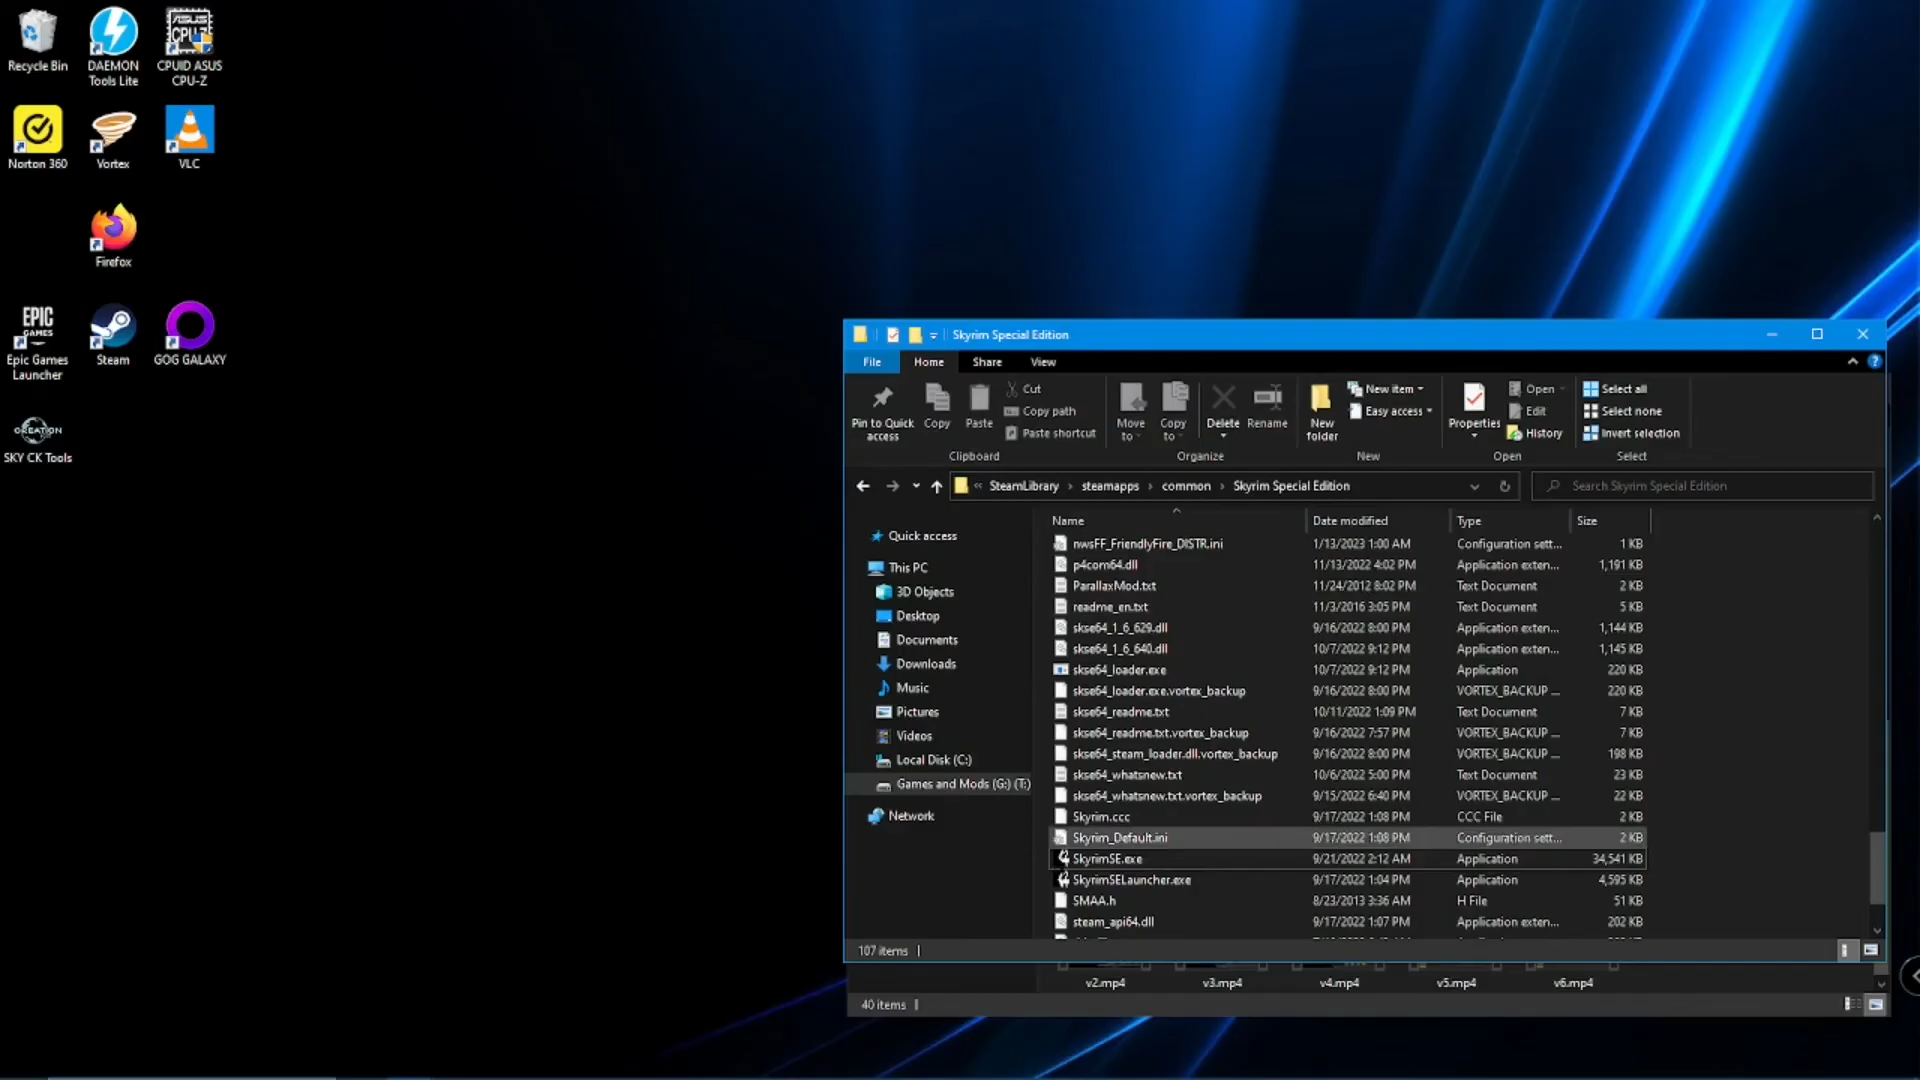 Recycle Bin
DAEMON
Tools Lite
ASUS
CPU-Z
CPUID ASUS
CPU-Z
Norton 360
Vortex
VLC
Firefox
EPIC
GAMES
Epic Games
Launcher
Steam
GOG GALAXY
CREATION
SKY CK Tools
Skyrim Special Edition
File Home Share View
Pin to Quick
access
Copy
Paste
Cut
Copy path
Paste shortcut
Clipboard
Move
to
Copy
to
Delete
Rename
Organize
New
folder
New item
Easy access
New
Properties
Open
Edit
History
Open
Select all
Select none
Invert selection
Select
« SteamLibrary › steamapps › common › Skyrim Special Edition
Search Skyrim Special Edition
Quick access
This PC
3D Objects
Desktop
Documents
Downloads
Music
Pictures
Videos
Local Disk (C:)
Games and Mods (G:) (T:)
Network
Name Date modified Type Size
nwsFF_FriendlyFire_DISTR.ini 1/13/2023 1:00 AM Configuration sett... 1 KB
p4com64.dll 11/13/2022 4:02 PM Application exten... 1,191 KB
ParallaxMod.txt 11/24/2012 8:02 PM Text Document 2 KB
readme_en.txt 11/3/2016 3:05 PM Text Document 5 KB
skse64_1_6_629.dll 9/16/2022 8:00 PM Application exten... 1,144 KB
skse64_1_6_640.dll 10/7/2022 9:12 PM Application exten... 1,145 KB
skse64_loader.exe 10/7/2022 9:12 PM Application 220 KB
skse64_loader.exe.vortex_backup 9/16/2022 8:00 PM VORTEX_BACKUP ... 220 KB
skse64_readme.txt 10/11/2022 1:09 PM Text Document 7 KB
skse64_readme.txt.vortex_backup 9/16/2022 7:57 PM VORTEX_BACKUP ... 7 KB
skse64_steam_loader.dll.vortex_backup 9/16/2022 8:00 PM VORTEX_BACKUP ... 198 KB
skse64_whatsnew.txt 10/6/2022 5:00 PM Text Document 23 KB
skse64_whatsnew.txt.vortex_backup 9/15/2022 6:40 PM VORTEX_BACKUP ... 22 KB
Skyrim.ccc 9/17/2022 1:08 PM CCC File 2 KB
Skyrim_Default.ini 9/17/2022 1:08 PM Configuration sett... 2 KB
SkyrimSE.exe 9/21/2022 2:12 AM Application 34,541 KB
SkyrimSELauncher.exe 9/17/2022 1:04 PM Application 4,595 KB
SMAA.h 8/23/2013 3:36 AM H File 51 KB
steam_api64.dll 9/17/2022 1:07 PM Application exten... 202 KB
107 items
v2.mp4 v3.mp4 v4.mp4 v5.mp4 v6.mp4
40 items